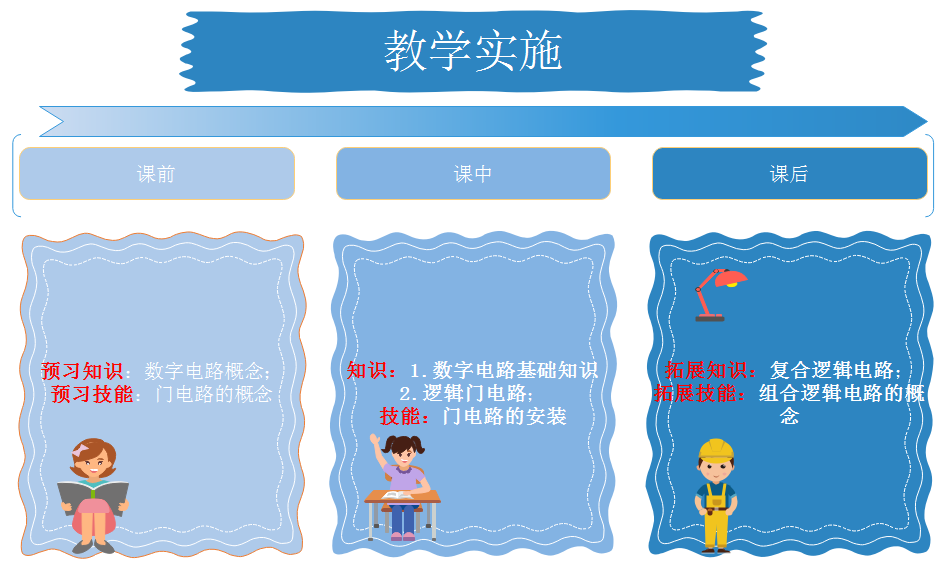 教学实施
课前
课中
课后
预习知识：数字电路概念；
预习技能：门电路的概念
知识：1.数字电路基础知识
2.逻辑门电路；
技能：门电路的安装
拓展知识：复合逻辑电路；
拓展技能：组合逻辑电路的概
念